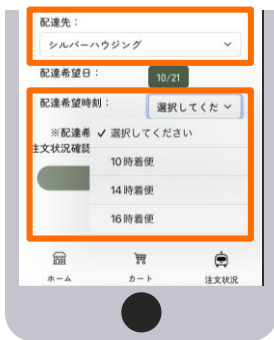 配達先：
シルバーハウジング
配達希望日：
10/21
配達希望時刻：
選択してくだ
※配達希
✓ 選択してください
注文状況確認
10時着便
14時着便
16時着便
ホーム
カート
注文状況